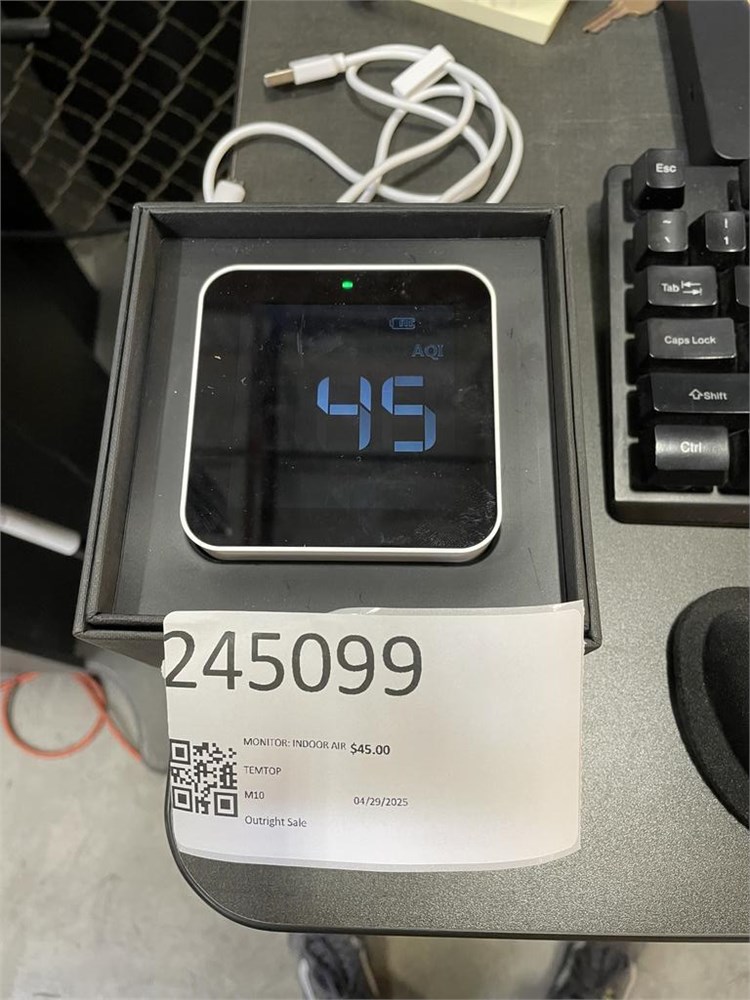 Esc
~
!
1
Tab
AQI
Caps Lock
45
Shift
Ctrl
245099
MONITOR: INDOOR AIR $45.00
TEMTOP
M10 04/29/2025
Outright Sale